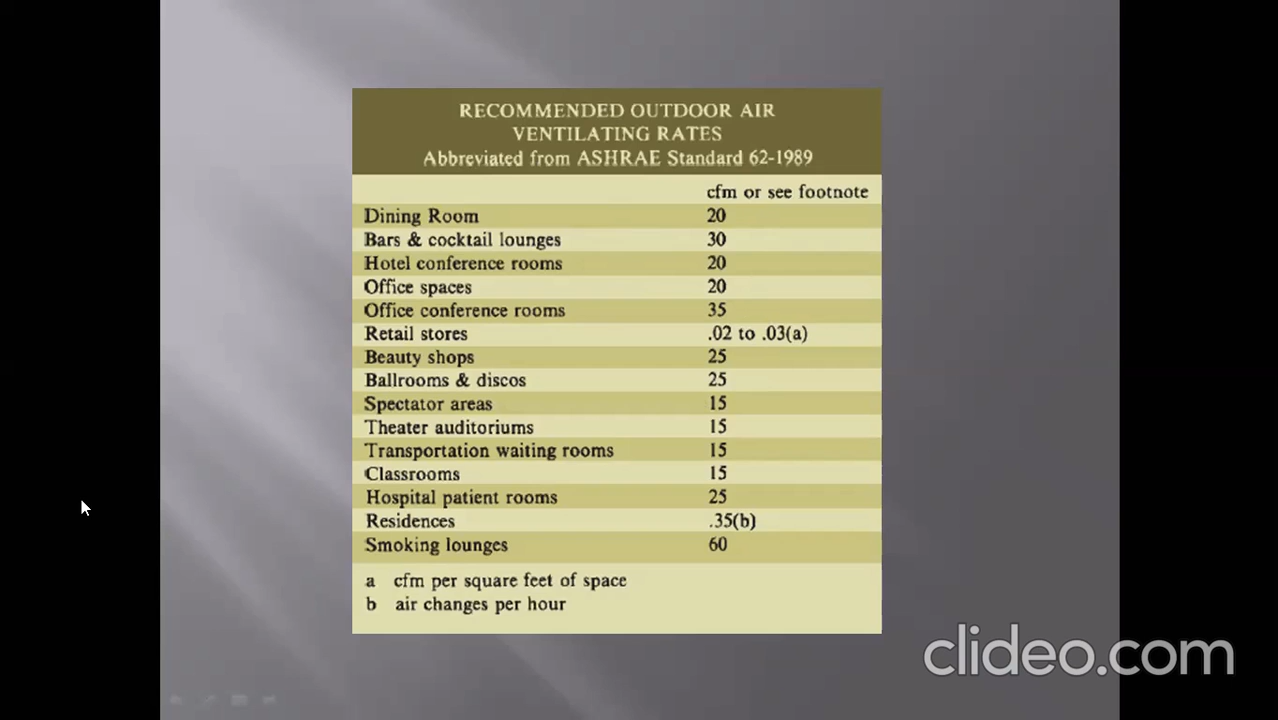 RECOMMENDED OUTDOOR AIR
VENTILATING RATES
Abbreviated from ASHRAE Standard 62-1989
cfm or see footnote
Dining Room 20
Bars & cocktail lounges 30
Hotel conference rooms 20
Office spaces 20
Office conference rooms 35
Retail stores .02 to .03(a)
Beauty shops 25
Ballrooms & discos 25
Spectator areas 15
Theater auditoriums 15
Transportation waiting rooms 15
Classrooms 15
Hospital patient rooms 25
Residences .35(b)
Smoking lounges 60
a cfm per square feet of space
b air changes per hour
clideo.com